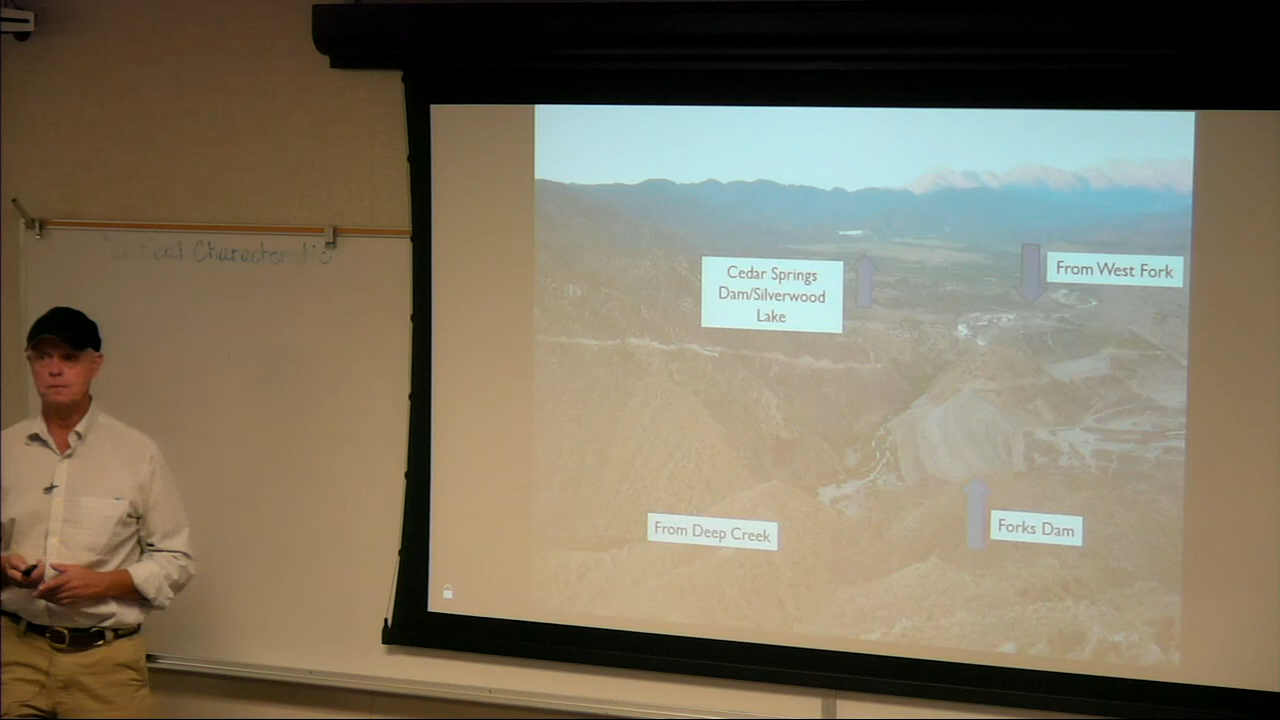 Critical Characteristic
Cedar Springs
Dam/Silverwood
Lake
From West Fork
From Deep Creek
Forks Dam